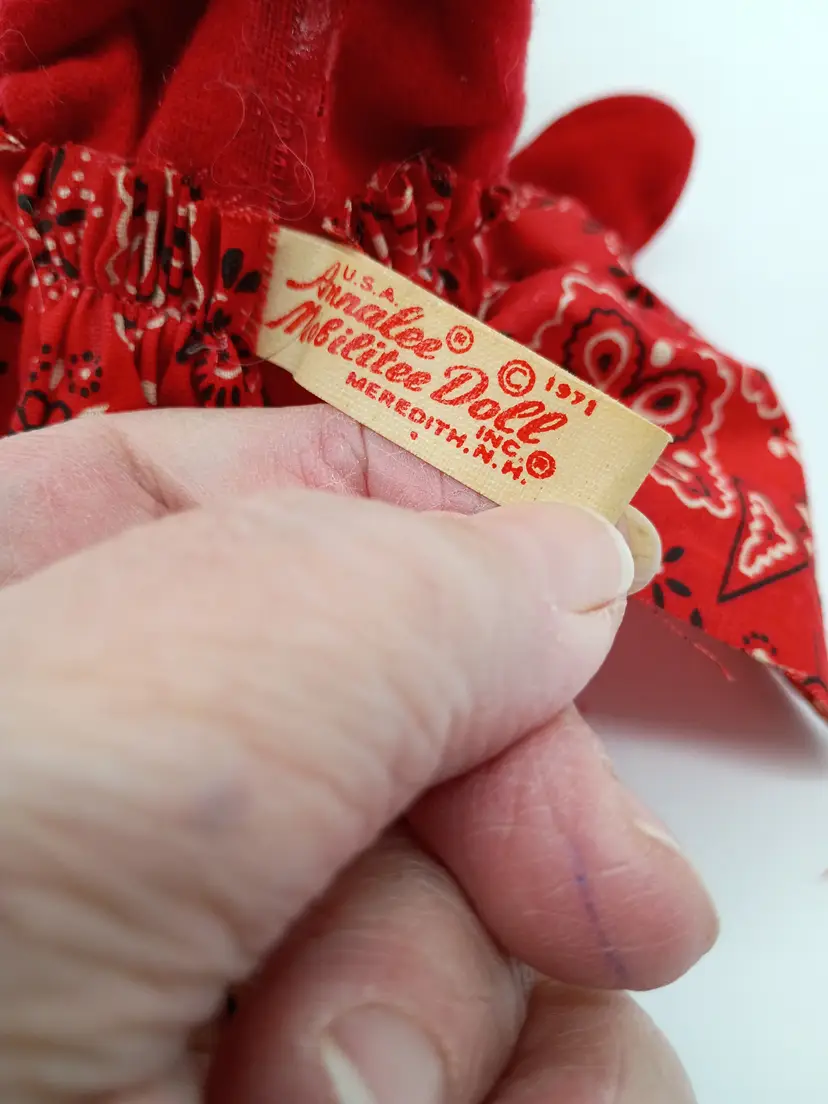 U.S.A.
Annalee® © 1971
Mobilitee Doll
INC.®
MEREDITH. N. H.